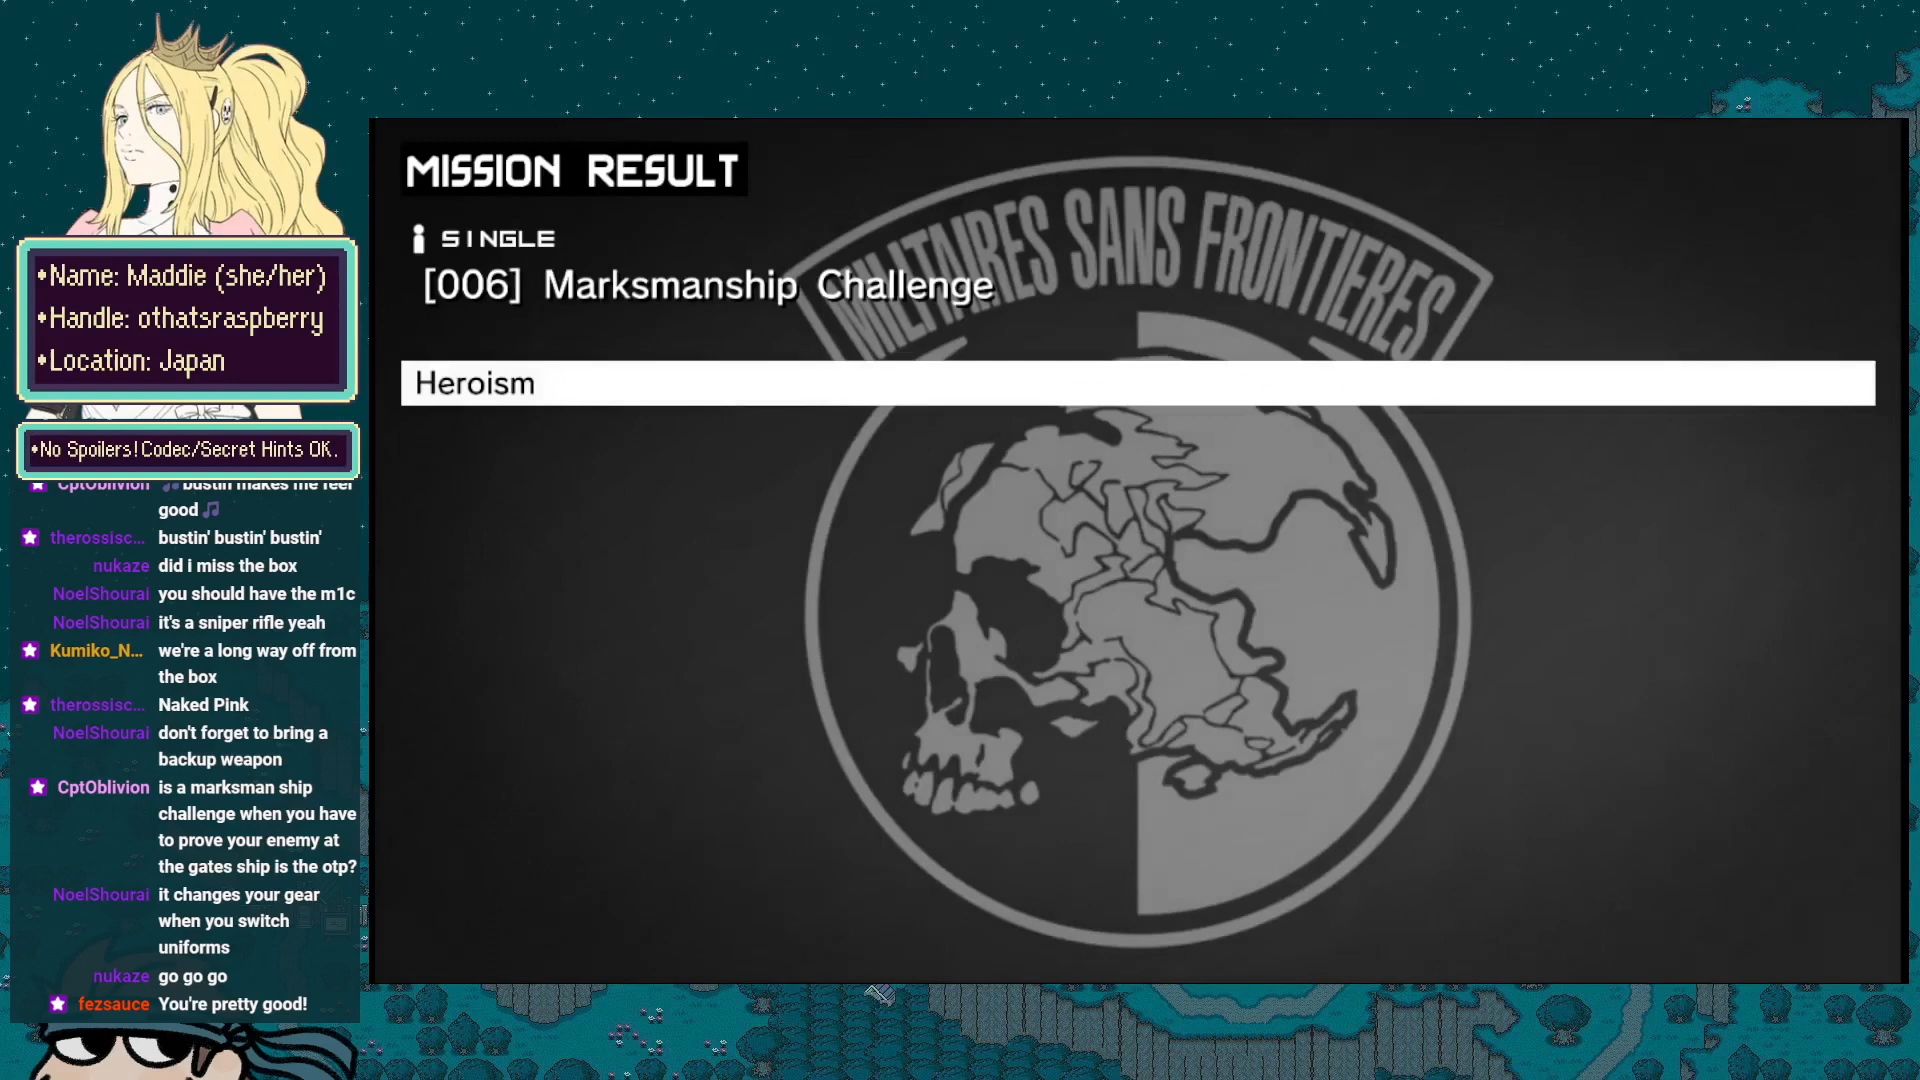 •Name: Maddie (she/her)
•Handle: othatsraspberry
•Location: Japan
•No Spoilers! Codec/Secret Hints OK.
CptOblivion 🎵 bustin makes me feel
good 🎵
therossisc... bustin' bustin' bustin'
nukaze did i miss the box
NoelShourai you should have the m1c
NoelShourai it's a sniper rifle yeah
Kumiko_N... we're a long way off from
the box
therossisc... Naked Pink
NoelShourai don't forget to bring a
backup weapon
CptOblivion is a marksman ship
challenge when you have
to prove your enemy at
the gates ship is the otp?
NoelShourai it changes your gear
when you switch
uniforms
nukaze go go go
fezsauce You're pretty good!
MISSION RESULT
SINGLE
[006] Marksmanship Challenge
Heroism
MILITAIRES SANS FRONTIERES